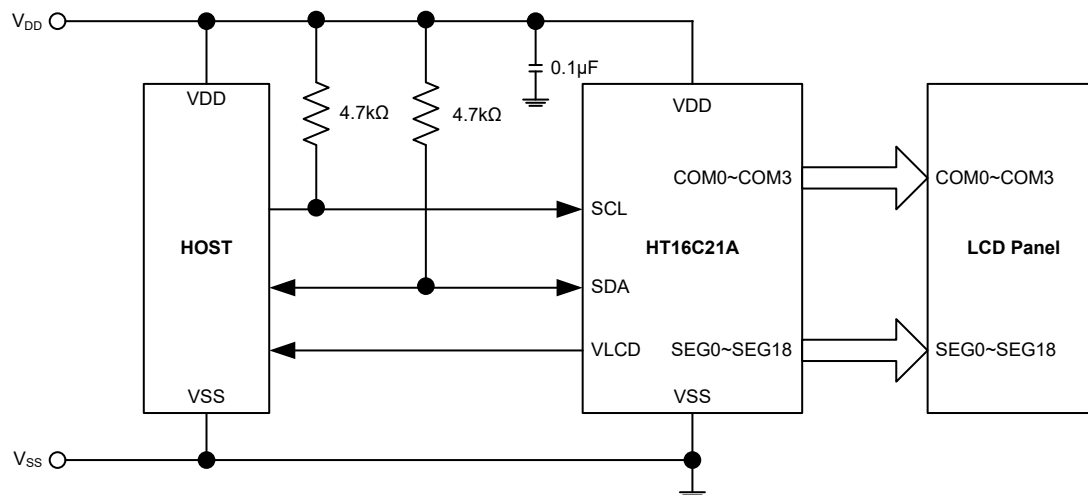 VDD
0.1μF
VDD
VDD
4.7kΩ
4.7kΩ
COM0~COM3
COM0~COM3
SCL
HOST
HT16C21A
LCD Panel
SDA
VLCD
SEG0~SEG18
SEG0~SEG18
VSS
VSS
VSS